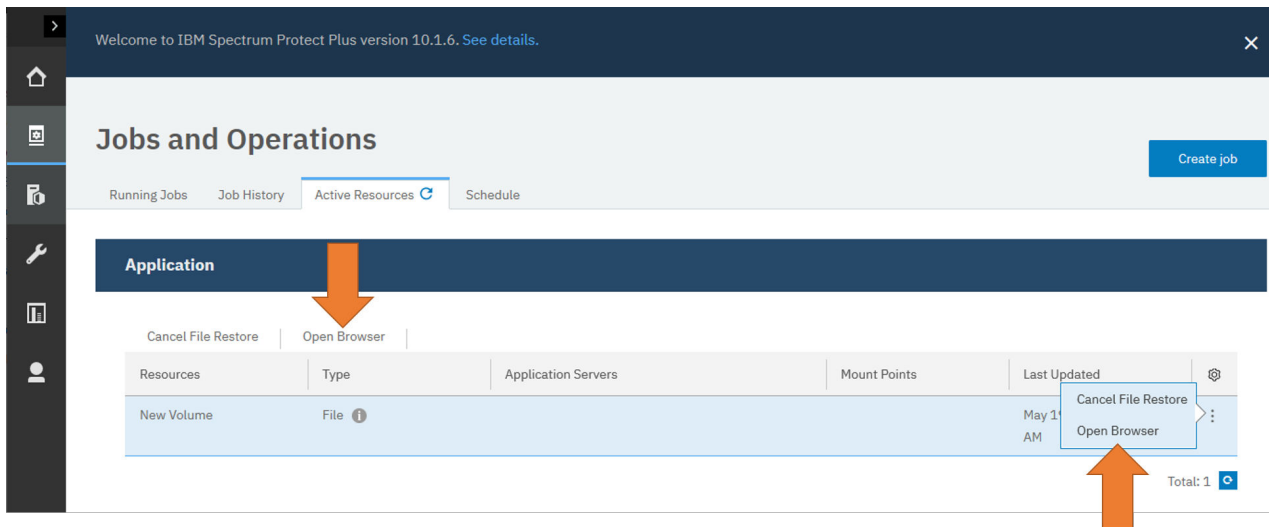 Welcome to IBM Spectrum Protect Plus version 10.1.6. See details.
Jobs and Operations
Create job
Running Jobs Job History Active Resources Schedule
Application
Cancel File Restore Open Browser
Resources Type Application Servers Mount Points Last Updated
Cancel File Restore
New Volume File May 1
Open Browser
AM
Total: 1